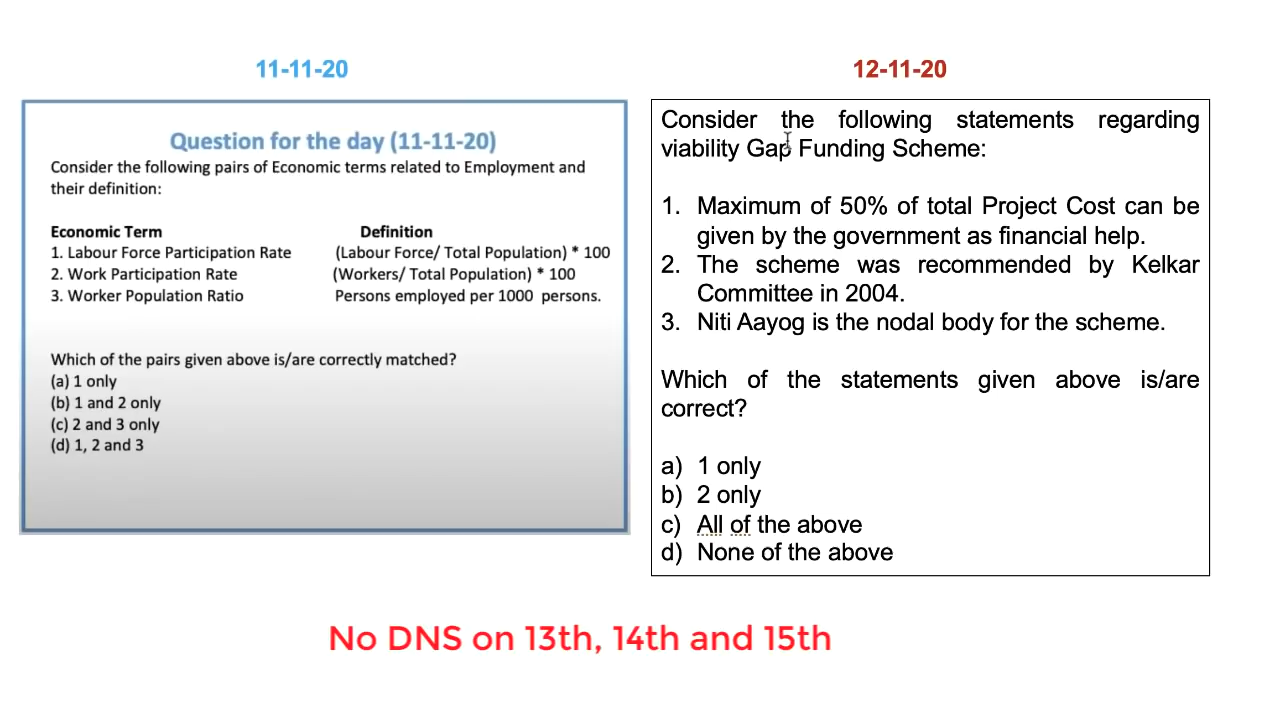 11-11-20
Question for the day (11-11-20)
Consider the following pairs of Economic terms related to Employment and
their definition:
Economic Term Definition
1. Labour Force Participation Rate (Labour Force/ Total Population) * 100
2. Work Participation Rate (Workers/ Total Population) * 100
3. Worker Population Ratio Persons employed per 1000 persons.
Which of the pairs given above is/are correctly matched?
(a) 1 only
(b) 1 and 2 only
(c) 2 and 3 only
(d) 1, 2 and 3
12-11-20
Consider the following statements regarding
viability Gap Funding Scheme:
1. Maximum of 50% of total Project Cost can be
given by the government as financial help.
2. The scheme was recommended by Kelkar
Committee in 2004.
3. Niti Aayog is the nodal body for the scheme.
Which of the statements given above is/are
correct?
a) 1 only
b) 2 only
c) All of the above
d) None of the above
No DNS on 13th, 14th and 15th